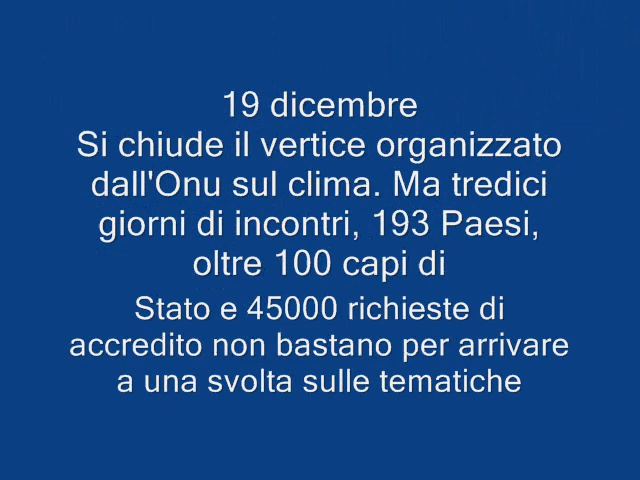 19 dicembre
Si chiude il vertice organizzato
dall'Onu sul clima. Ma tredici
giorni di incontri, 193 Paesi,
oltre 100 capi di
Stato e 45000 richieste di
accredito non bastano per arrivare
a una svolta sulle tematiche